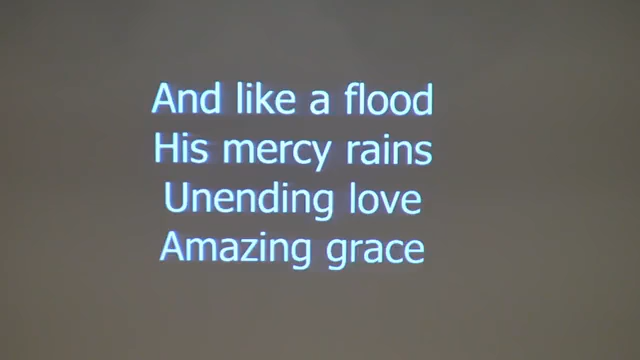 And like a flood
His mercy rains
Unending love
Amazing grace